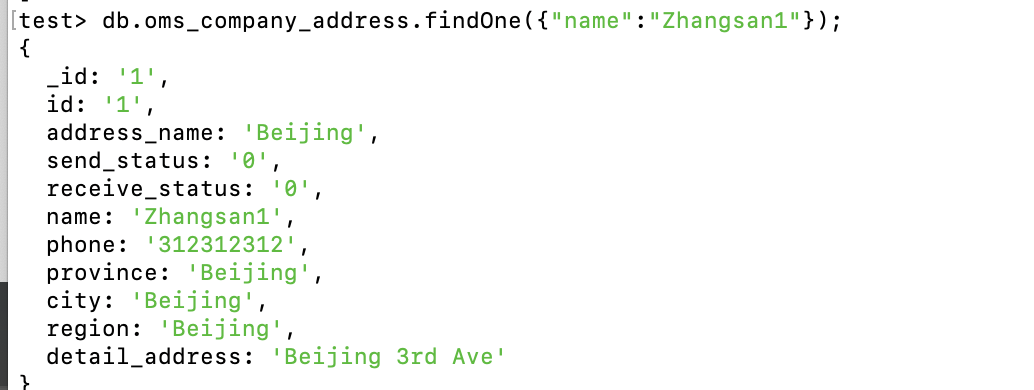 [test> db.oms_company_address.findOne({"name":"Zhangsan1"});
{
  _id: '1',
  id: '1',
  address_name: 'Beijing',
  send_status: '0',
  receive_status: '0',
  name: 'Zhangsan1',
  phone: '312312312',
  province: 'Beijing',
  city: 'Beijing',
  region: 'Beijing',
  detail_address: 'Beijing 3rd Ave'
}